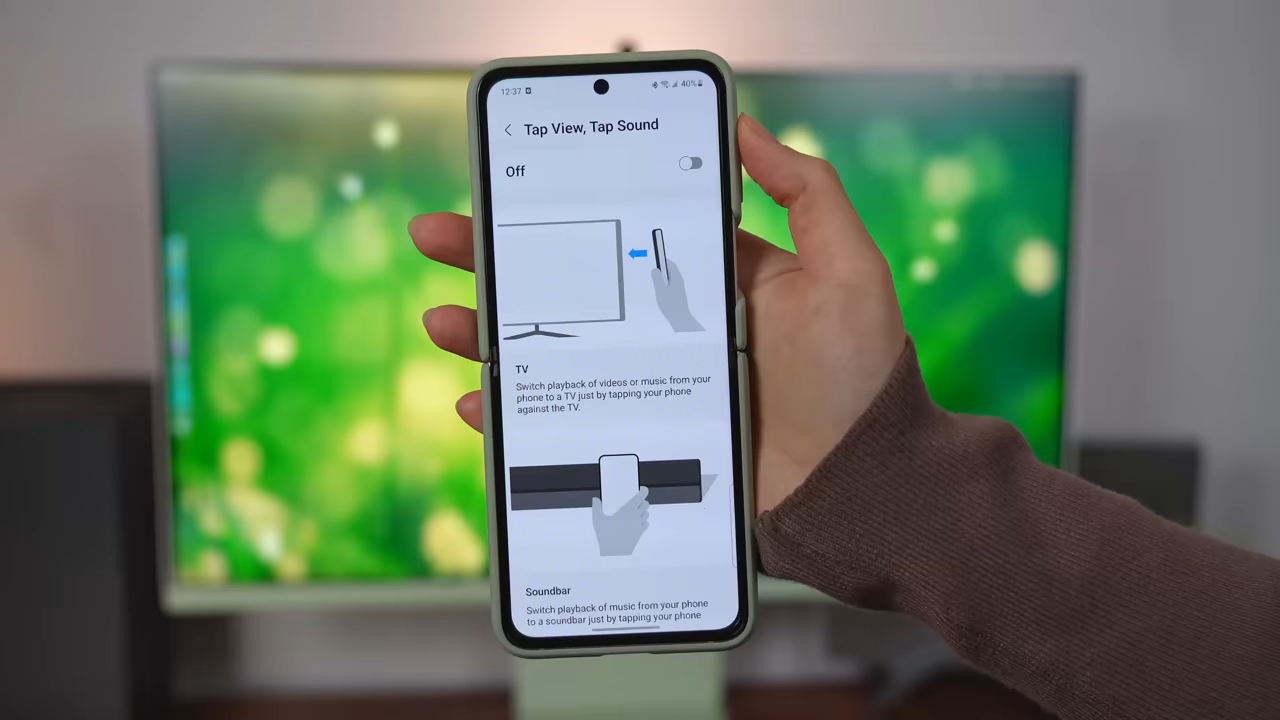 12:37
40%
Tap View, Tap Sound
Off
TV
Switch playback of videos or music from your
phone to a TV just by tapping your phone
against the TV.
Soundbar
Switch playback of music from your phone
to a soundbar just by tapping your phone